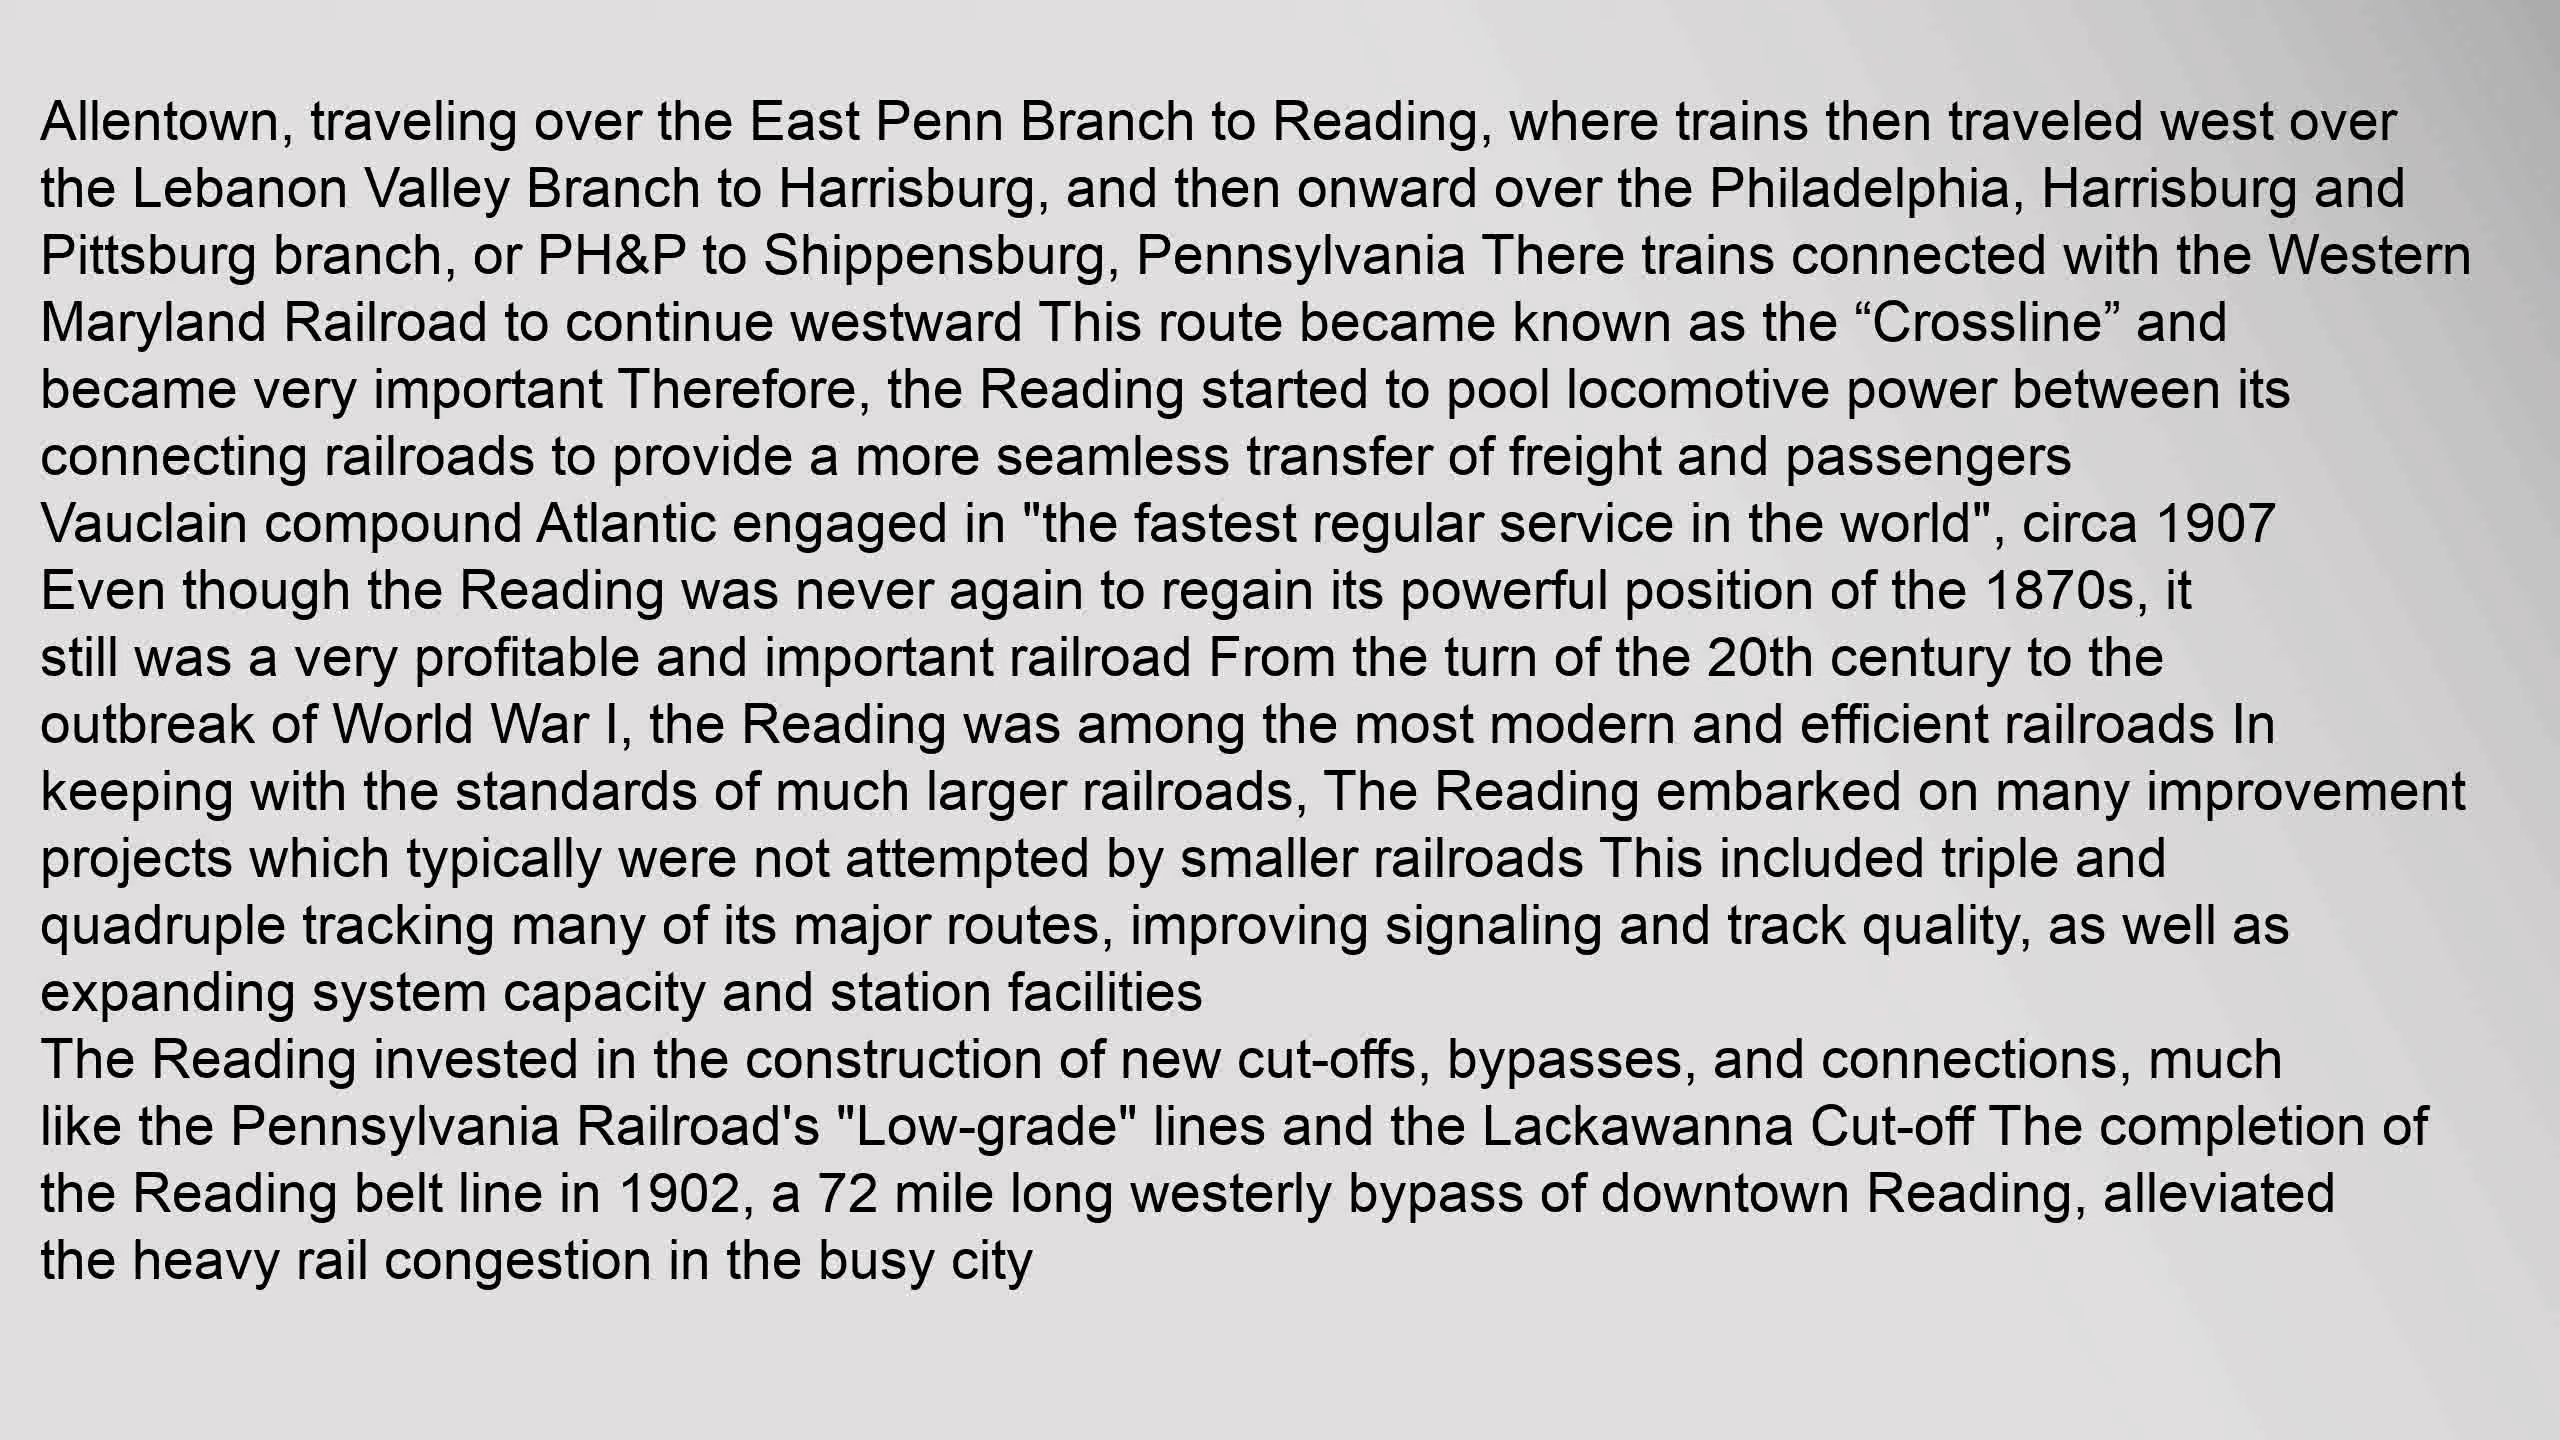 Allentown, traveling over the East Penn Branch to Reading, where trains then traveled west over
the Lebanon Valley Branch to Harrisburg, and then onward over the Philadelphia, Harrisburg and
Pittsburg branch, or PH&P to Shippensburg, Pennsylvania There trains connected with the Western
Maryland Railroad to continue westward This route became known as the “Crossline” and
became very important Therefore, the Reading started to pool locomotive power between its
connecting railroads to provide a more seamless transfer of freight and passengers
Vauclain compound Atlantic engaged in "the fastest regular service in the world", circa 1907
Even though the Reading was never again to regain its powerful position of the 1870s, it
still was a very profitable and important railroad From the turn of the 20th century to the
outbreak of World War I, the Reading was among the most modern and efficient railroads In
keeping with the standards of much larger railroads, The Reading embarked on many improvement
projects which typically were not attempted by smaller railroads This included triple and
quadruple tracking many of its major routes, improving signaling and track quality, as well as
expanding system capacity and station facilities
The Reading invested in the construction of new cut-offs, bypasses, and connections, much
like the Pennsylvania Railroad's "Low-grade" lines and the Lackawanna Cut-off The completion of
the Reading belt line in 1902, a 72 mile long westerly bypass of downtown Reading, alleviated
the heavy rail congestion in the busy city